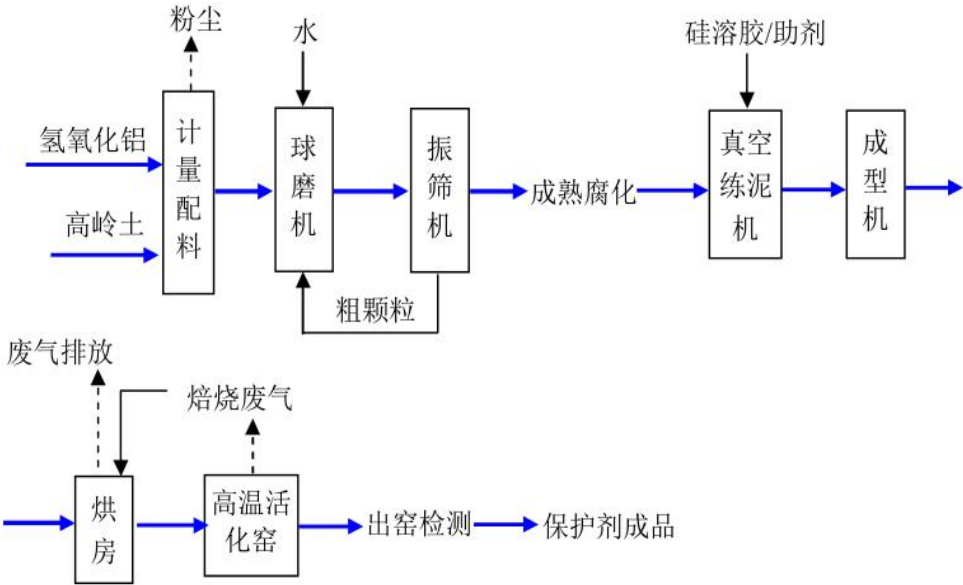 粉尘
水
硅溶胶/助剂
氢氧化铝
高岭土
计量配料
球磨机
振筛机
成熟腐化
真空
练泥
机
成型机
粗颗粒
废气排放
焙烧废气
烘房
高温活
化窑
出窑检测
保护剂成品